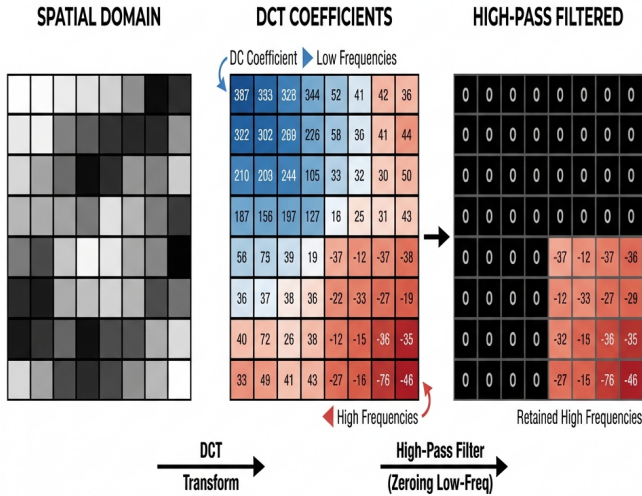 SPATIAL DOMAIN
DCT COEFFICIENTS
HIGH-PASS FILTERED
DC Coefficient
Low Frequencies
387 333 328 344 52 41 42 36
322 302 269 226 58 36 41 44
210 203 244 105 33 32 30 50
187 156 197 127 18 25 31 43
58 73 39 19 -37 -12 -37 -38
36 37 38 36 -22 -33 -27 -19
40 72 26 38 -12 -15 -36 -35
33 49 41 43 -27 -16 -76 -46
High Frequencies
0 0 0 0 0 0 0 0
0 0 0 0 0 0 0 0
0 0 0 0 0 0 0 0
0 0 0 0 0 0 0 0
0 0 0 0 -37 -12 -37 -36
0 0 0 0 -12 -33 -27 -29
0 0 0 0 -32 -15 -36 -35
0 0 0 0 -27 -15 -76 -46
Retained High Frequencies
DCT
Transform
High-Pass Filter
(Zeroing Low-Freq)